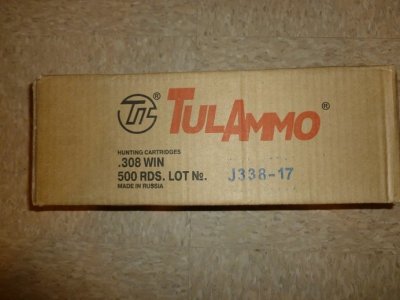 ® TULAMMO ®
HUNTING CARTRIDGES
.308 WIN
500 RDS. LOT №. J338-17
MADE IN RUSSIA